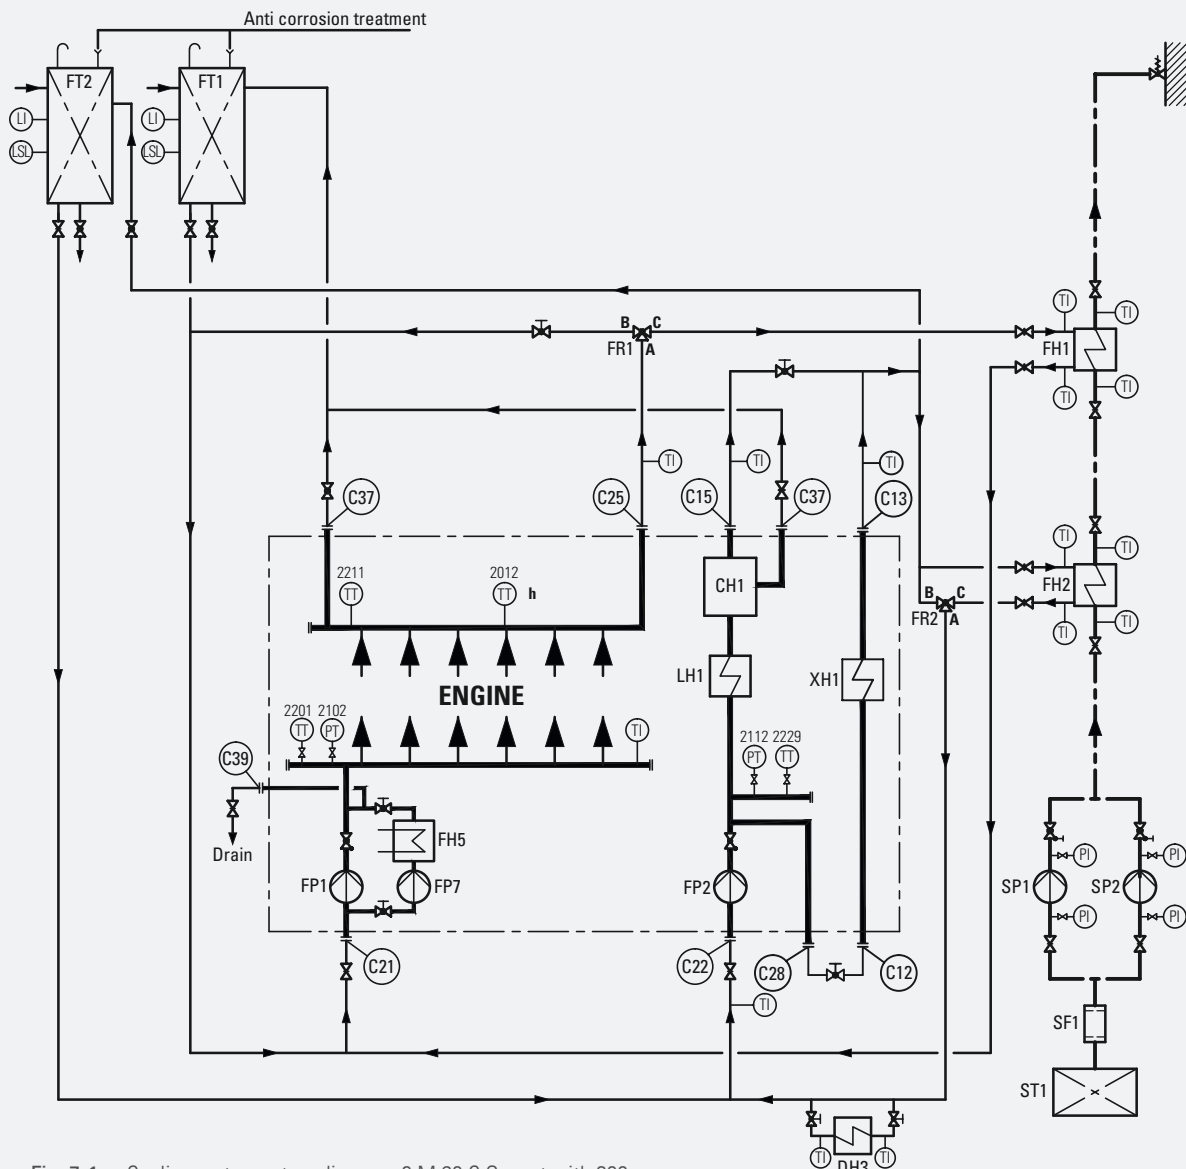 Anti corrosion treatment
FT2
FT1
LI
LI
LSL
LSL
TI
TI
B C
FR1 A
FH1
TI
TI
TI
TI
TI
C37
C25
C15
C37
C13
2211
TT
2012
TT h
CH1
TI
TI
B C
FR2 A
FH2
TI
TI
LH1
XH1
ENGINE
2201
TT
2102
PT
TI
2112
PT
2229
TT
C39
Drain
FH5
FP1
FP7
FP2
SP1
PI
SP2
PI
PI
PI
C21
C22
C28
C12
TI
SF1
ST1
TI
DH3
TI